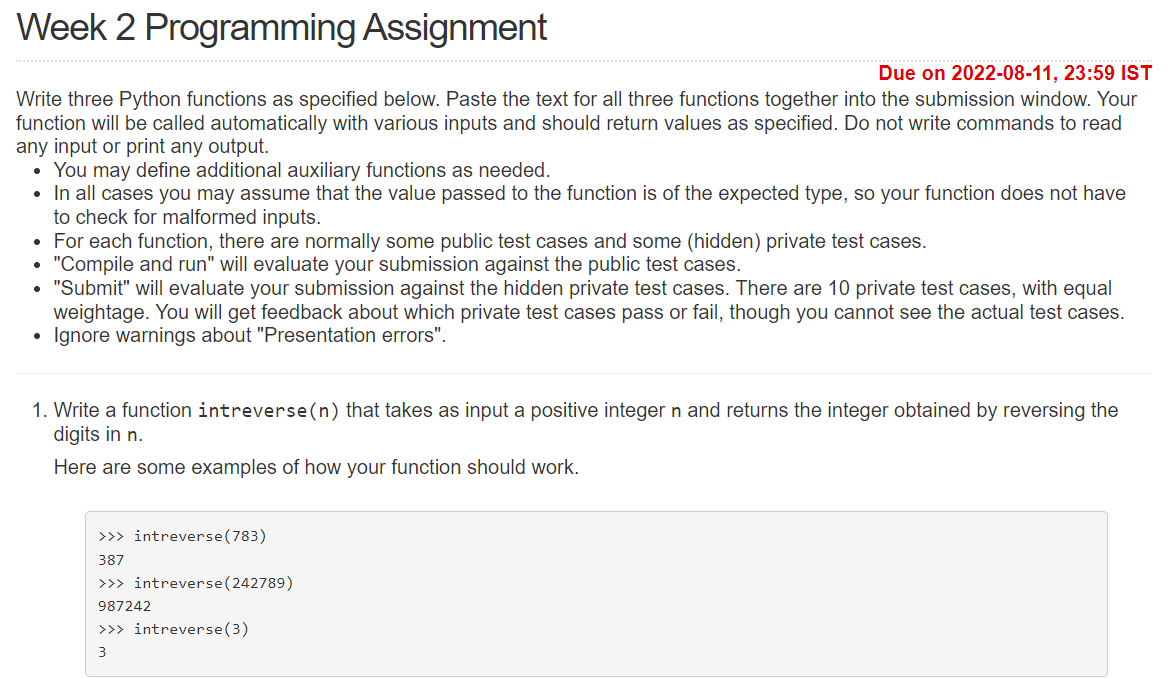 Week 2 Programming Assignment
Due on 2022-08-11, 23:59 IST
Write three Python functions as specified below. Paste the text for all three functions together into the submission window. Your
function will be called automatically with various inputs and should return values as specified. Do not write commands to read
any input or print any output.
• You may define additional auxiliary functions as needed.
• In all cases you may assume that the value passed to the function is of the expected type, so your function does not have
to check for malformed inputs.
• For each function, there are normally some public test cases and some (hidden) private test cases.
• "Compile and run" will evaluate your submission against the public test cases.
• "Submit" will evaluate your submission against the hidden private test cases. There are 10 private test cases, with equal
weightage. You will get feedback about which private test cases pass or fail, though you cannot see the actual test cases.
• Ignore warnings about "Presentation errors".
1. Write a function intreverse(n) that takes as input a positive integer n and returns the integer obtained by reversing the
digits in n.
Here are some examples of how your function should work.
>>> intreverse(783)
387
>>> intreverse(242789)
987242
>>> intreverse(3)
3